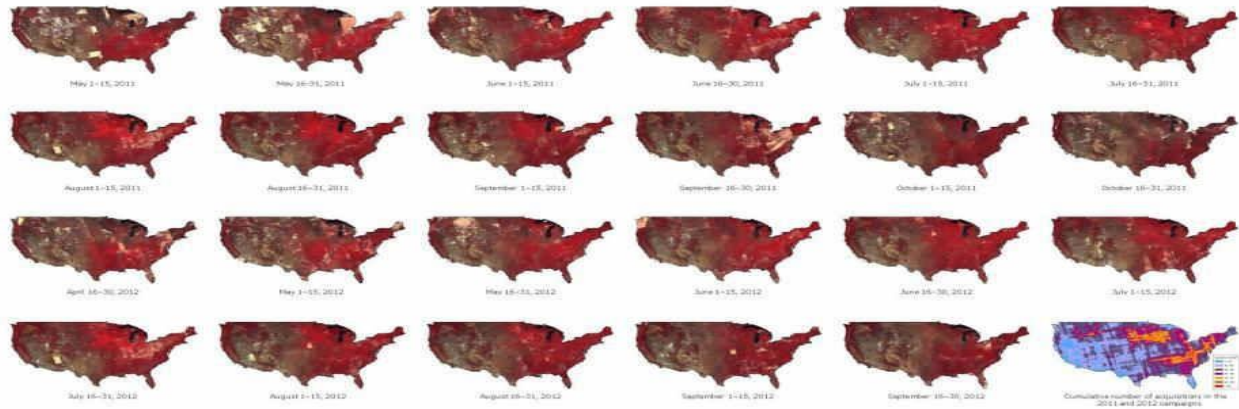 May 1-15, 2011
May 16-31, 2011
June 1-15, 2011
June 16-30, 2011
July 1-15, 2011
July 16-31, 2011
August 1-15, 2011
August 16-31, 2011
September 1-15, 2011
September 16-30, 2011
October 1-15, 2011
October 16-31, 2011
April 16-30, 2012
May 1-15, 2012
May 16-31, 2012
June 1-15, 2012
June 16-30, 2012
July 1-15, 2012
July 16-31, 2012
August 1-15, 2012
August 16-31, 2012
September 1-15, 2012
September 16-30, 2012
Cumulative number of acquisitions in the
2011 and 2012 campaigns